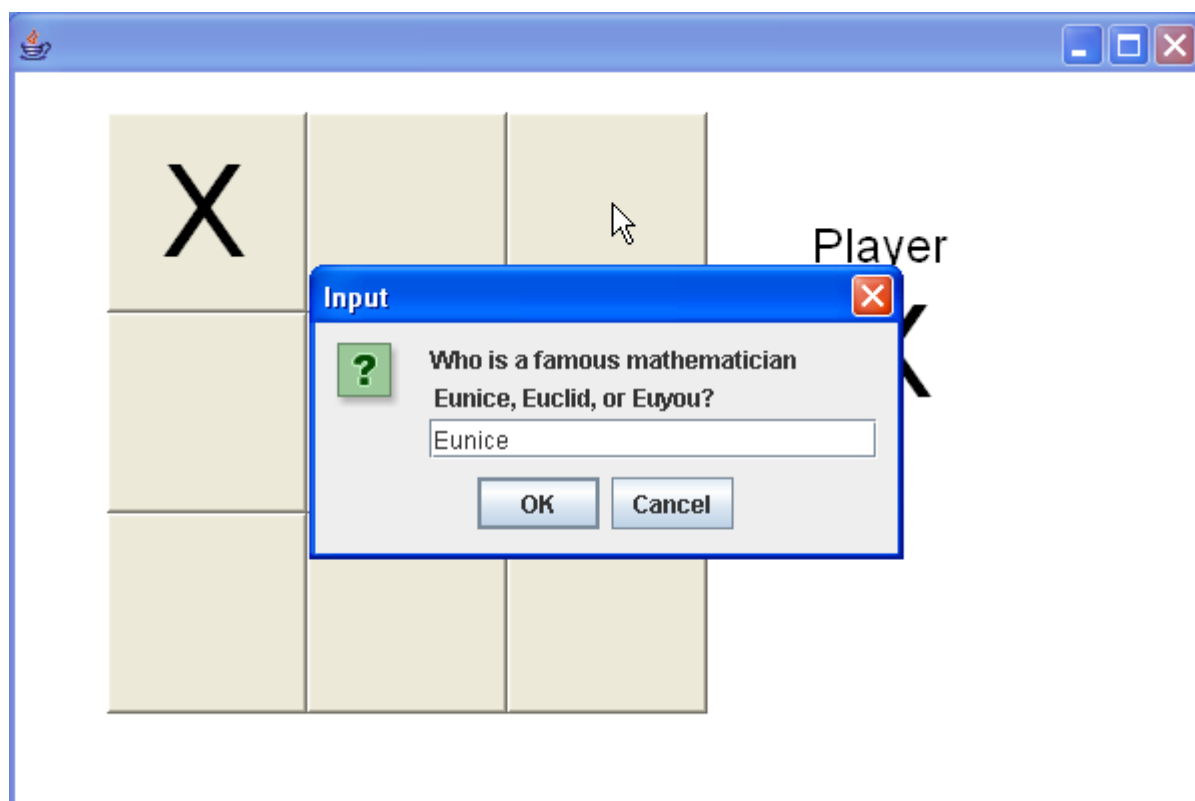 X
Player
X
Input
Who is a famous mathematician
Eunice, Euclid, or Euyou?
Eunice
OK
Cancel